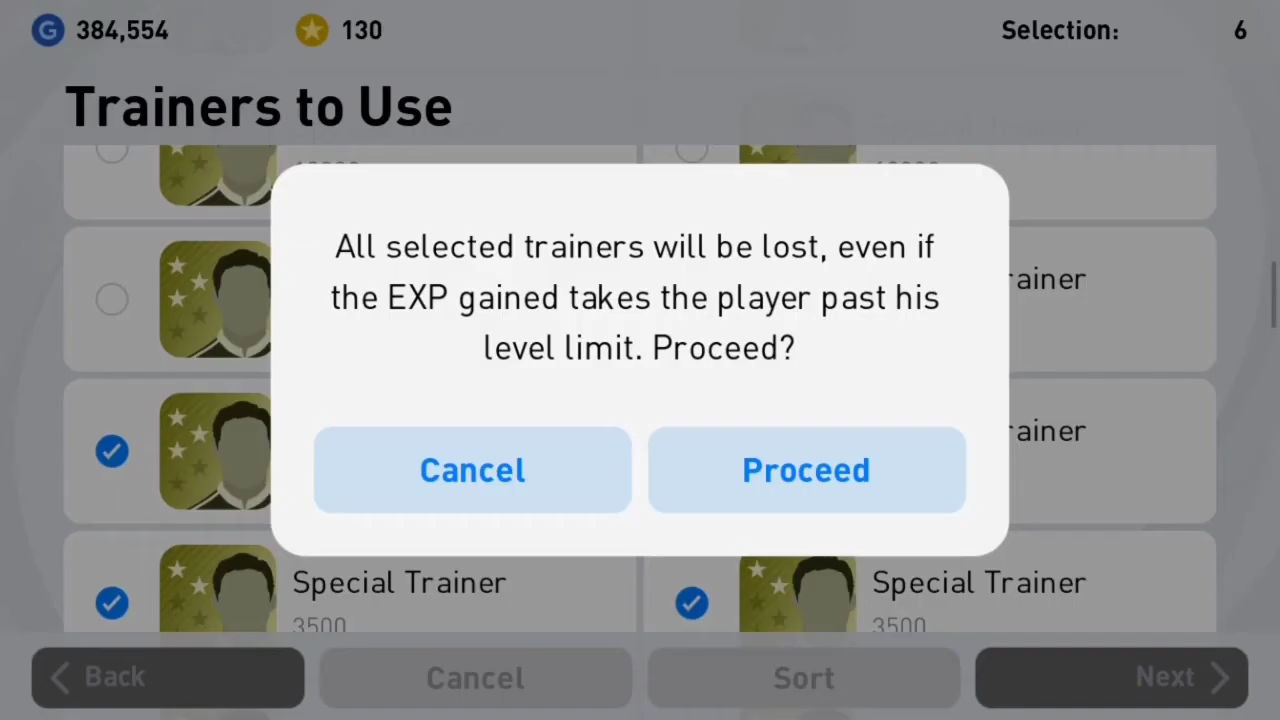 384,554
130
Selection: 6
Trainers to Use
All selected trainers will be lost, even if
the EXP gained takes the player past his
level limit. Proceed?
Cancel
Proceed
Special Trainer
3500
Special Trainer
3500
Back
Cancel
Sort
Next